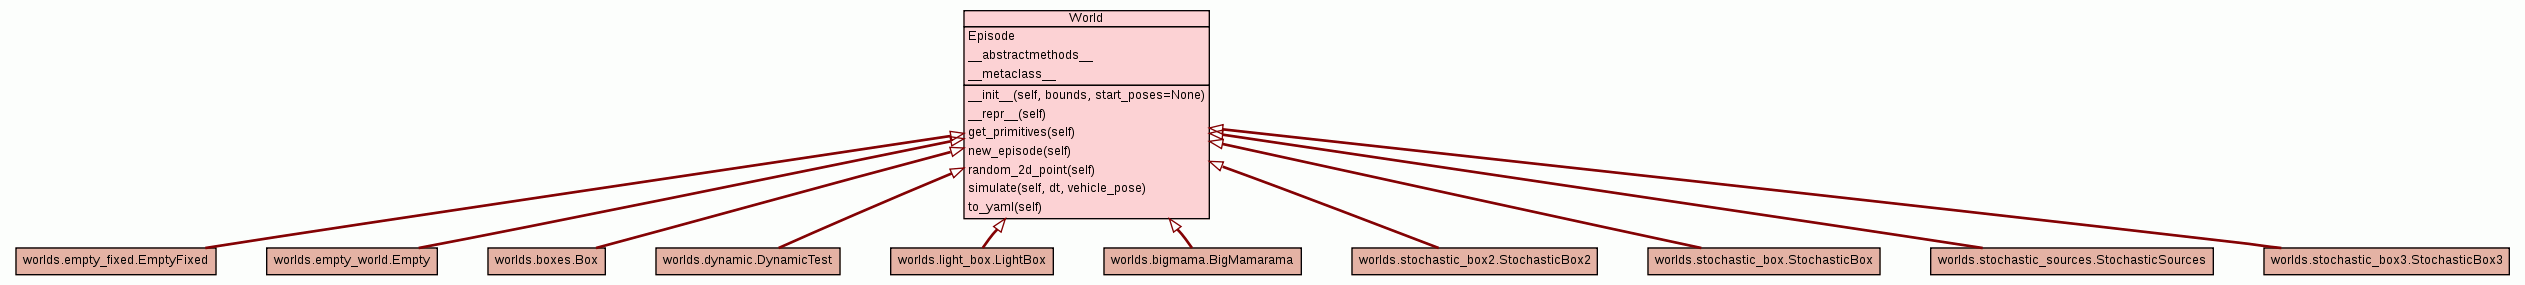 World
Episode
__abstractmethods__
__metaclass__
__init__(self, bounds, start_poses=None)
__repr__(self)
get_primitives(self)
new_episode(self)
random_2d_point(self)
simulate(self, dt, vehicle_pose)
to_yaml(self)
worlds.empty_fixed.EmptyFixed
worlds.empty_world.Empty
worlds.boxes.Box
worlds.dynamic.DynamicTest
worlds.light_box.LightBox
worlds.bigmama.BigMamarama
worlds.stochastic_box2.StochasticBox2
worlds.stochastic_box.StochasticBox
worlds.stochastic_sources.StochasticSources
worlds.stochastic_box3.StochasticBox3